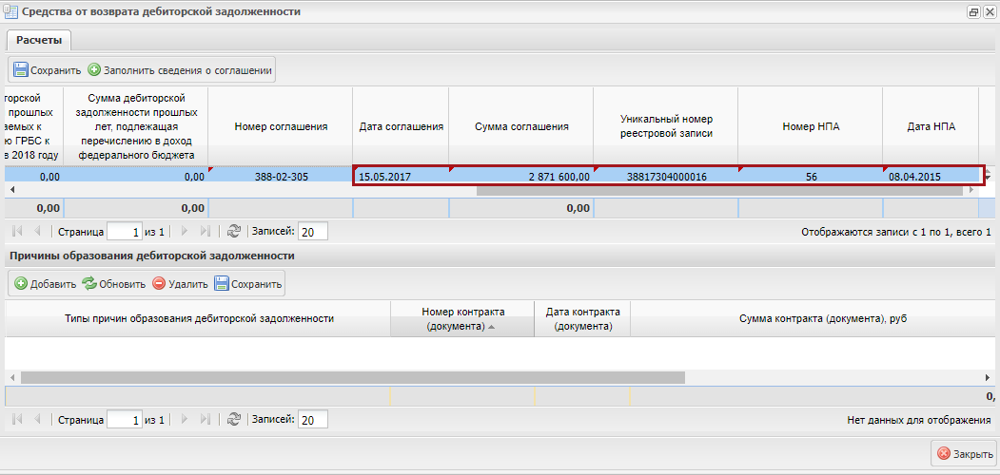 Средства от возврата дебиторской задолженности
Расчеты
Сохранить Заполнить сведения о соглашении
торской
прошлых
аемых к
ю ГРБС к
в 2018 году
Сумма дебиторской
задолженности прошлых
лет, подлежащая
перечислению в доход
федерального бюджета
Номер соглашения
Дата соглашения
Сумма соглашения
Уникальный номер
реестровой записи
Номер НПА
Дата НПА
0,00 0,00 388-02-305 15.05.2017 2 871 600,00 38817304000016 56 08.04.2015
0,00 0,00 0,00
Страница 1 из 1 Записей: 20 Отображаются записи с 1 по 1, всего 1
Причины образования дебиторской задолженности
Добавить Обновить Удалить Сохранить
Типы причин образования дебиторской задолженности
Номер контракта
(документа)
Дата контракта
(документа)
Сумма контракта (документа), руб
0,
Страница 1 из 1 Записей: 20 Нет данных для отображения
Закрыть